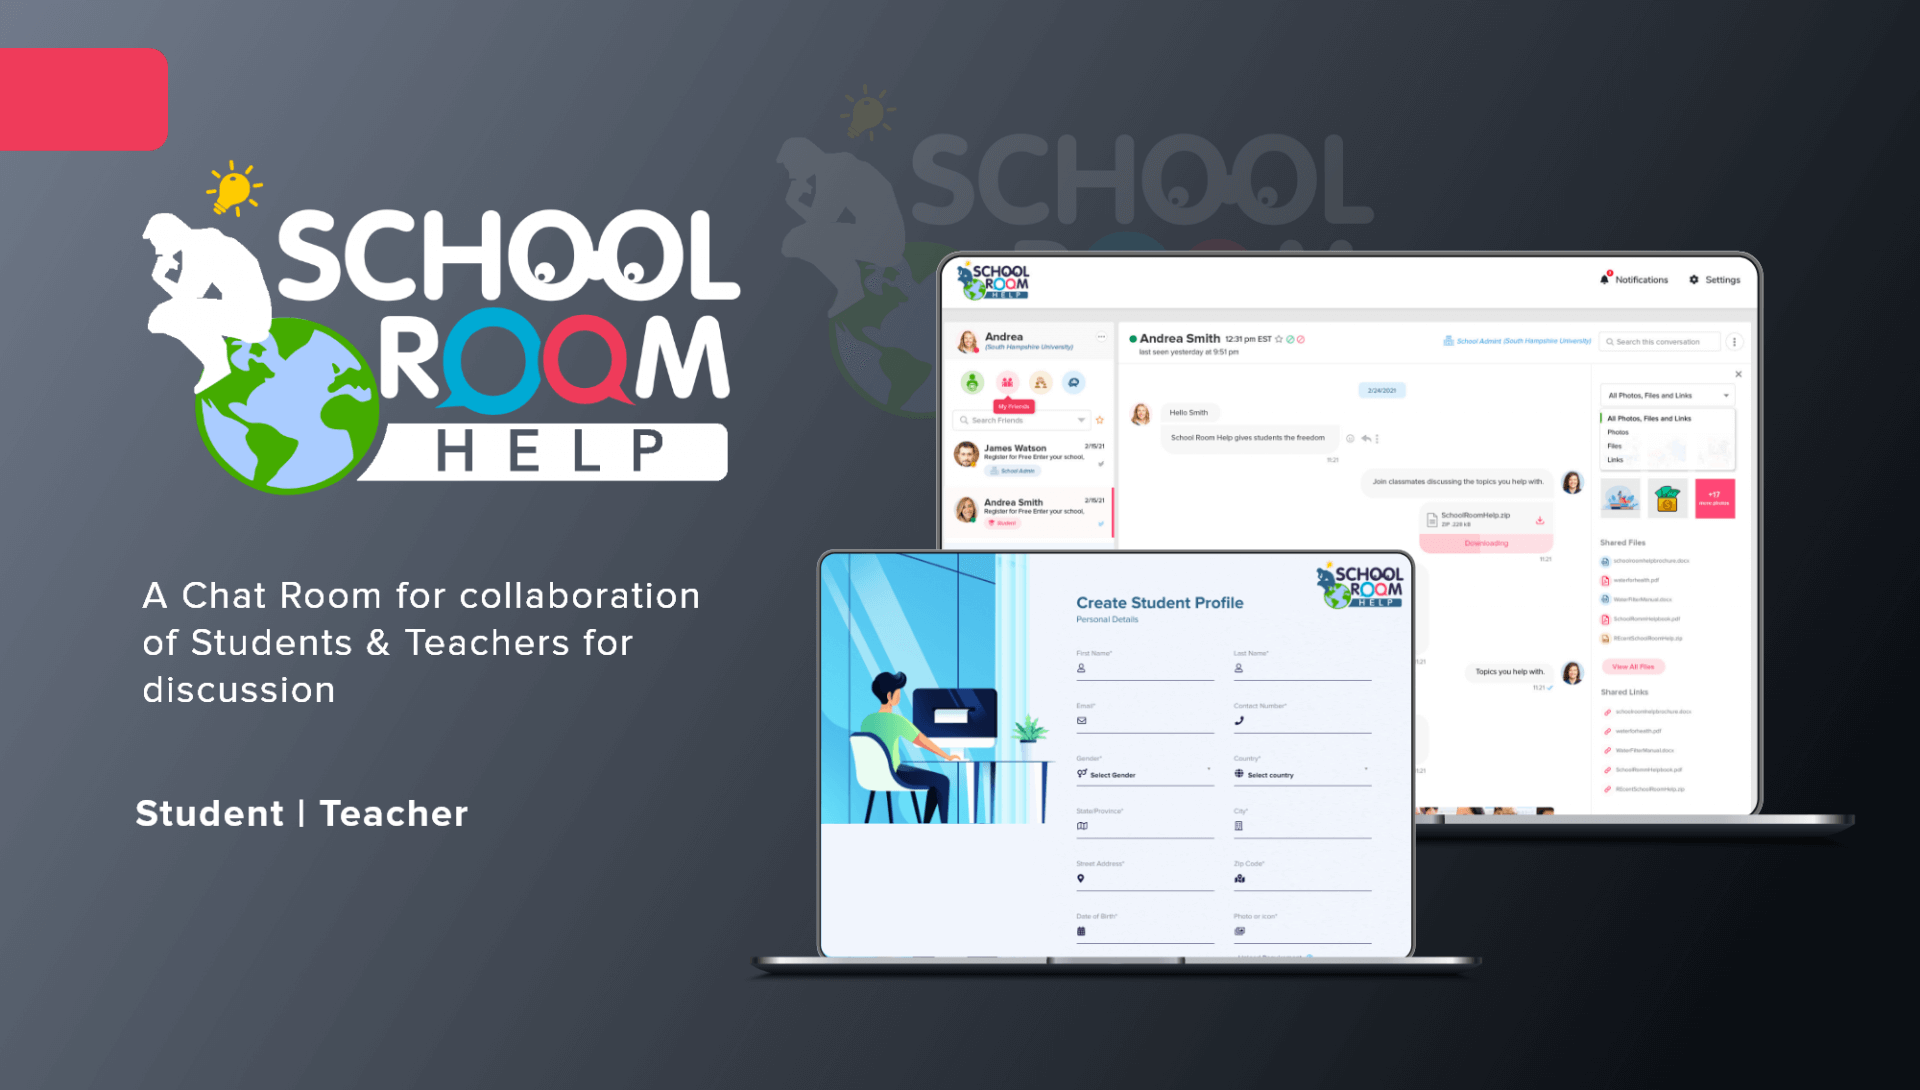 SCHOOL
ROOM
HELP
A Chat Room for collaboration
of Students & Teachers for
discussion
Student | Teacher
SCHOOL
SCHOOL
ROOM
HELP
Notifications
Settings
Andrea
(South Hampshire University)
My Friends
Search Friends
James Watson 2/15/21
Register for Free Enter your school,
School Admin
Andrea Smith 2/15/21
Register for Free Enter your school,
Student
Andrea Smith 12:31 pm EST
last seen yesterday at 9:51 pm
School Admint (South Hampshire University)
Search this conversation
2/24/2021
Hello Smith
School Room Help gives students the freedom
11:21
Join classmates discussing the topics you help with.
SchoolRoomHelp.zip
ZIP .228 kB
Downloading
11:21
11:21
Topics you help with.
11:21
11:21
All Photos, Files and Links
All Photos, Files and Links
Photos
Files
Links
+17
more photos
Shared Files
schoolroomhelpbrochure.docx
waterforhealth.pdf
WaterFilterManual.docx
SchoolRoomHelpbook.pdf
REcentSchoolRoomHelp.zip
View All Files
Shared Links
schoolroomhelpbrochure.docx
waterforhealth.pdf
WaterFilterManual.docx
SchoolRoomHelpbook.pdf
REcentSchoolRoomHelp.zip
SCHOOL
ROOM
HELP
Create Student Profile
Personal Details
First Name*
Last Name*
Email*
Contact Number*
Gender*
Select Gender
Country*
Select country
State/Province*
City*
Street Address*
Zip Code*
Date of Birth*
Photo or icon*